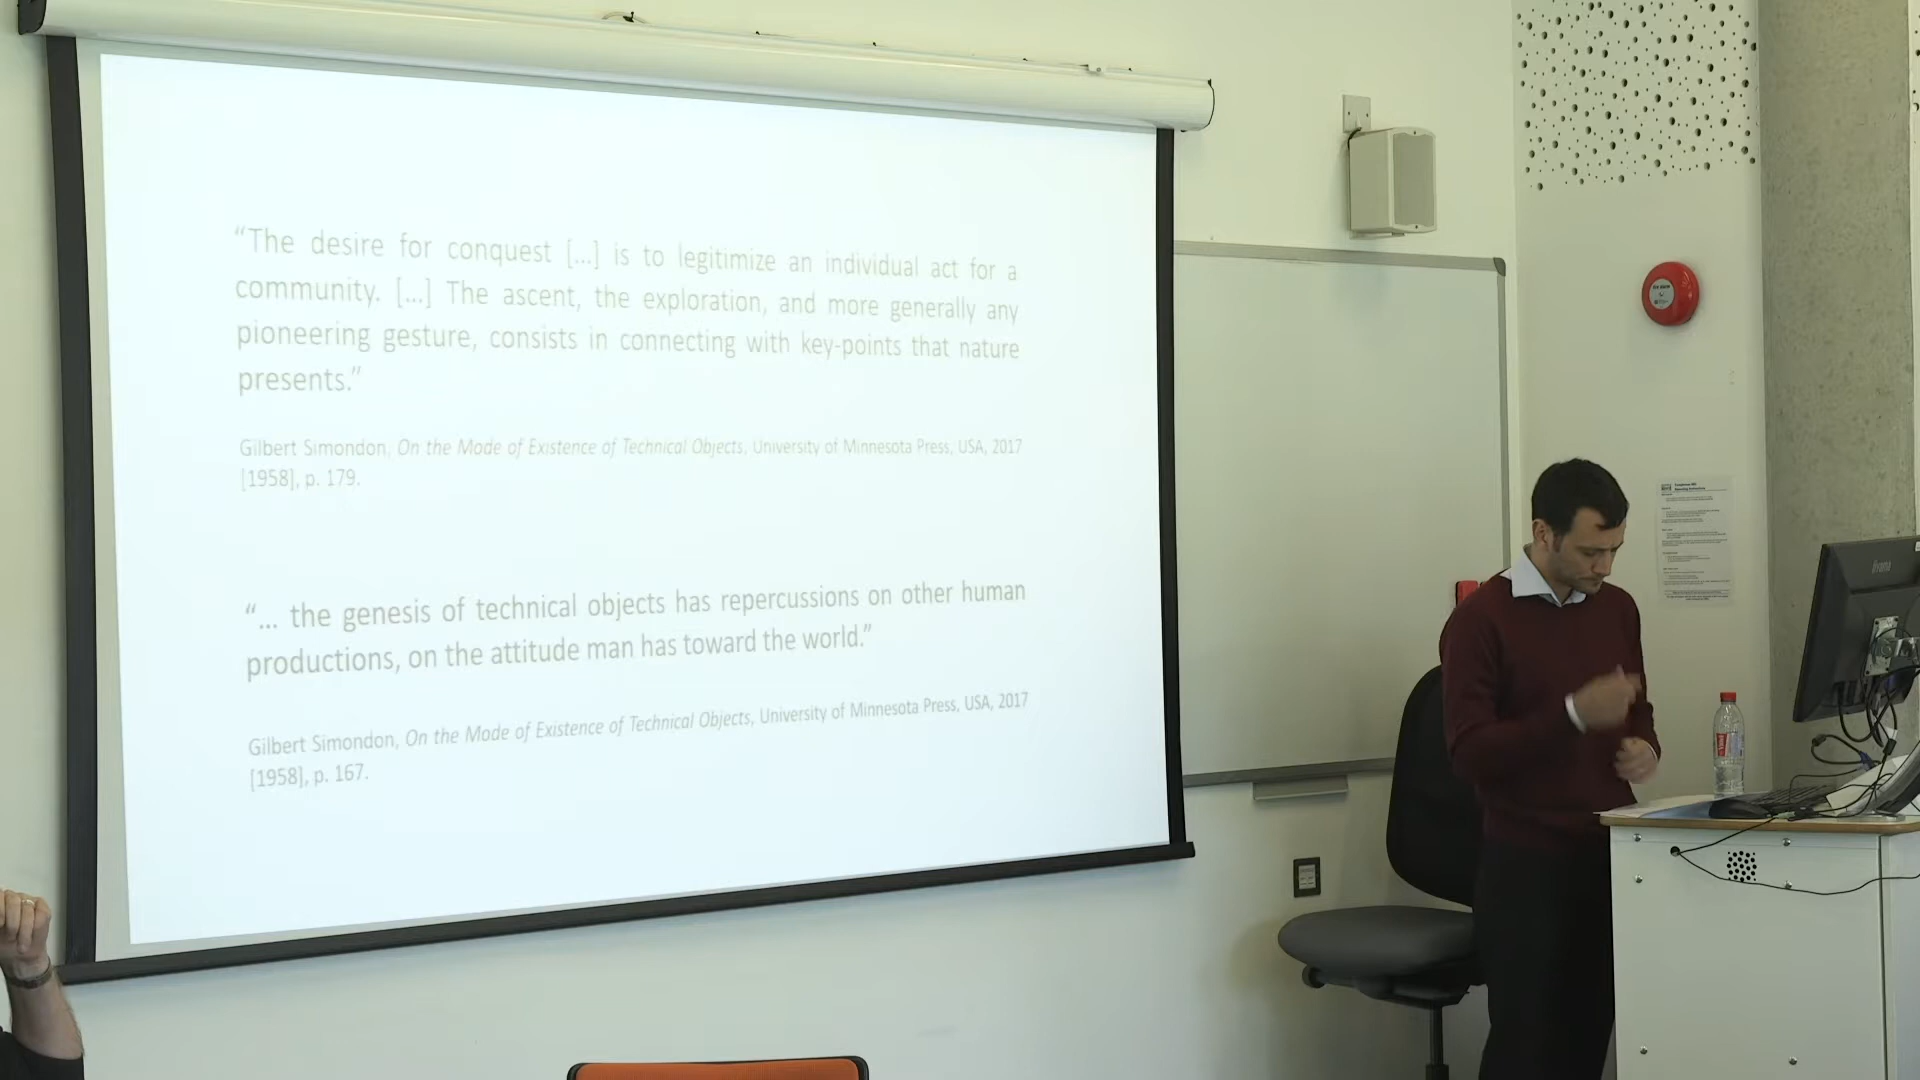 “The desire for conquest [...] is to legitimize an individual act for a
community. [...] The ascent, the exploration, and more generally any
pioneering gesture, consists in connecting with key-points that nature
presents.”
Gilbert Simondon, On the Mode of Existence of Technical Objects, University of Minnesota Press, USA, 2017
[1958], p. 179.
“... the genesis of technical objects has repercussions on other human
productions, on the attitude man has toward the world.”
Gilbert Simondon, On the Mode of Existence of Technical Objects, University of Minnesota Press, USA, 2017
[1958], p. 167.
iiyama